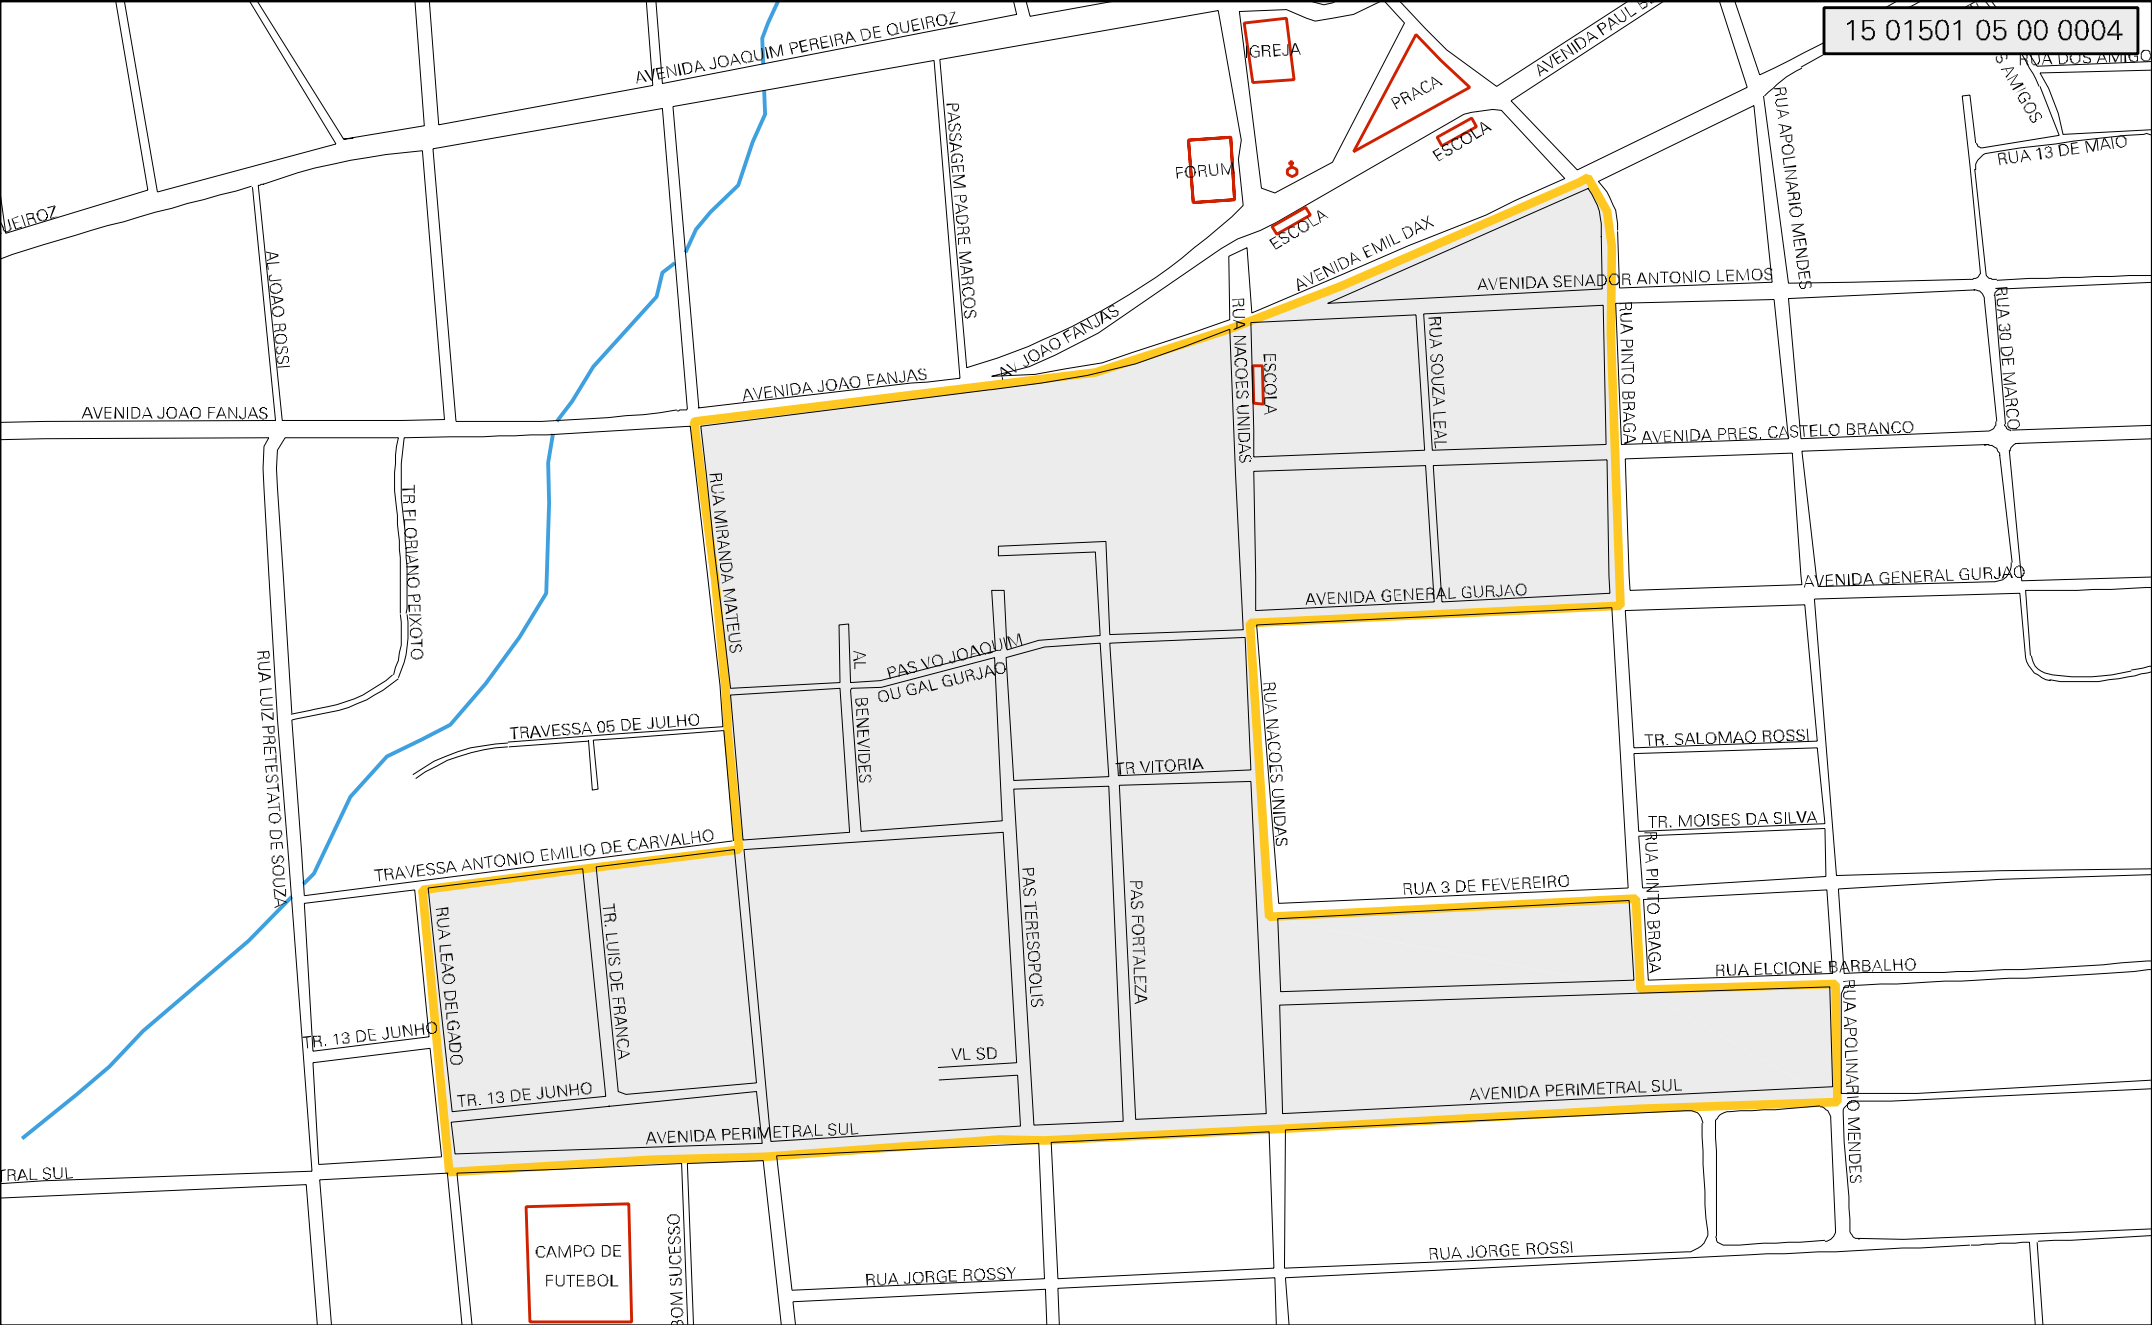 15 01501 05 00 0004
AVENIDA JOAQUIM PEREIRA DE QUEIROZ
AVENIDA PAUL
IGREJA
PRACA
ESCOLA
FORUM
ESCOLA
RUA DOS AMIGO
S AMIGOS
RUA 13 DE MAIO
RUA APOLINARIO MENDES
UEIROZ
PASSAGEM PADRE MARCOS
AL JOAO ROSSI
AVENIDA EMIL DAX
AVENIDA SENADOR ANTONIO LEMOS
AV JOAO FANJAS
AVENIDA JOAO FANJAS
AVENIDA JOAO FANJAS
RUA NACOES UNIDAS
ESCOLA
RUA SOUZA LEAL
RUA PINTO BRAGA
RUA 30 DE MARCO
AVENIDA PRES. CASTELO BRANCO
TR FLORIANO PEIXOTO
RUA MIRANDA MATEUS
AVENIDA GENERAL GURJAO
AVENIDA GENERAL GURJAO
PAS VO JOAQUIM
OU GAL GURJAO
AL
BENEVIDES
RUA LUIZ PRETESTATO DE SOUZA
TRAVESSA 05 DE JULHO
TR VITORIA
RUA NACOES UNIDAS
TR. SALOMAO ROSSI
TR. MOISES DA SILVA
RUA PINTO BRAGA
TRAVESSA ANTONIO EMILIO DE CARVALHO
RUA 3 DE FEVEREIRO
RUA LEAO DELGADO
TR. LUIS DE FRANCA
PAS TERESOPOLIS
PAS FORTALEZA
RUA ELCIONE BARBALHO
RUA APOLINARIO MENDES
TR. 13 DE JUNHO
VL SD
TR. 13 DE JUNHO
AVENIDA PERIMETRAL SUL
AVENIDA PERIMETRAL SUL
TRAL SUL
CAMPO DE
FUTEBOL
BOM SUCESSO
RUA JORGE ROSSY
RUA JORGE ROSSI